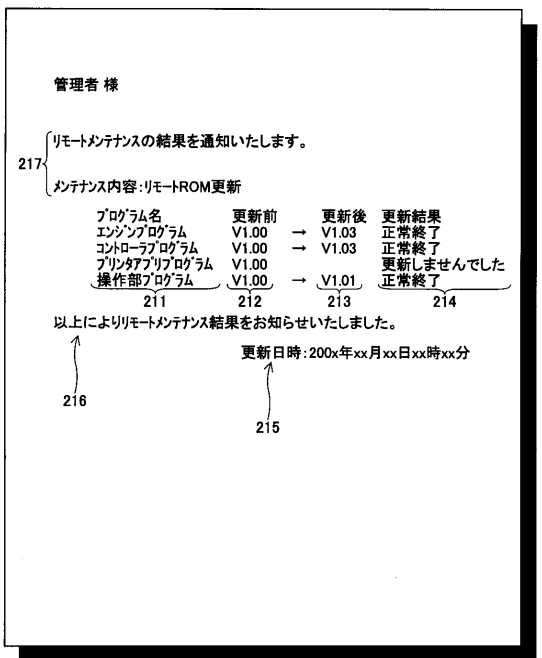 管理者 様
リモートメンテナンスの結果を通知いたします。
217
メンテナンス内容:リモートROM更新
プログラム名 更新前 更新後 更新結果
エンジンプログラム V1.00 → V1.03 正常終了
コントローラプログラム V1.00 → V1.03 正常終了
プリンタアプリプログラム V1.00 更新しませんでした
操作部プログラム V1.00 → V1.01 正常終了
211 212 213 214
以上によりリモートメンテナンス結果をお知らせいたしました。
更新日時:200x年xx月xx日xx時xx分
216
215